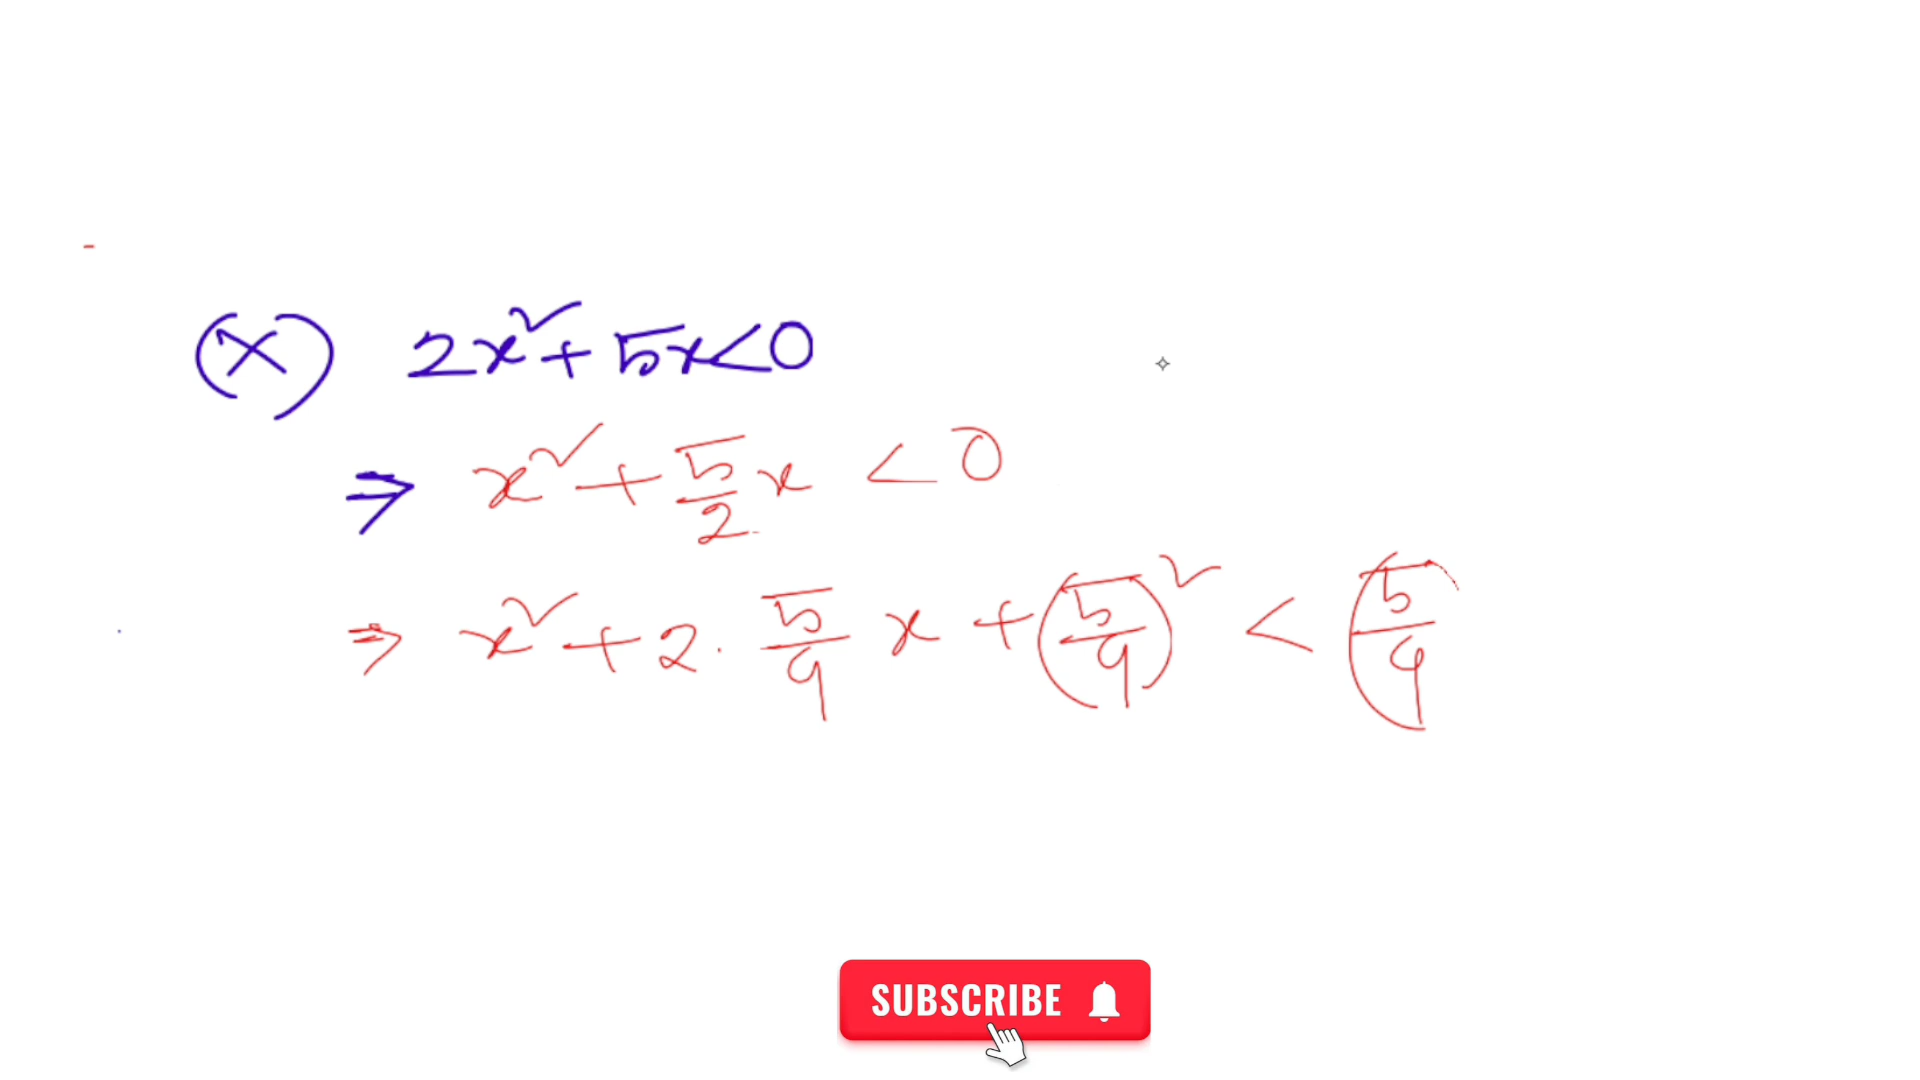 (x) 2x² + 5x < 0
⇒ x² + 5/2 x < 0
⇒ x² + 2. 5/4 x + (5/4)² < (5/4
SUBSCRIBE